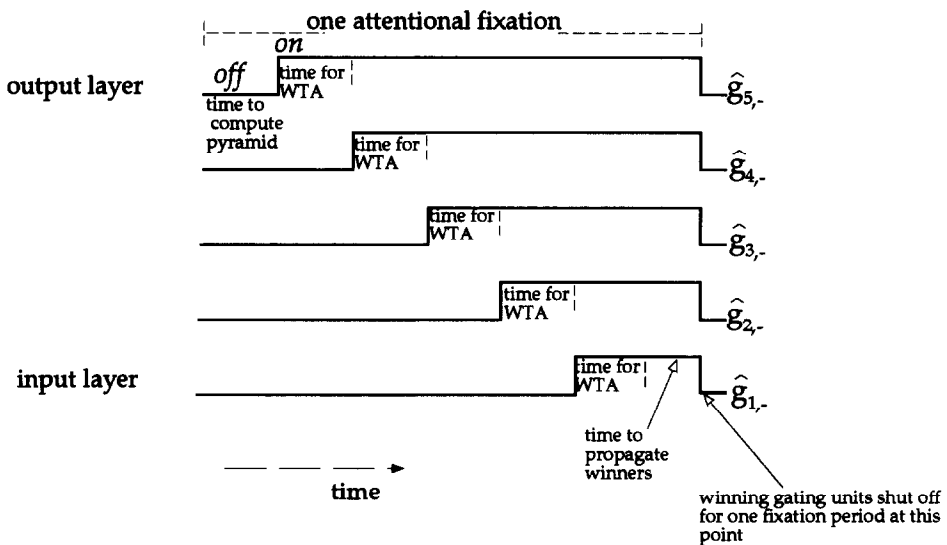 one attentional fixation
on
off
output layer
time for
WTA
ĝ5,-
time to
compute
pyramid
time for
WTA
ĝ4,-
time for
WTA
ĝ3,-
time for
WTA
ĝ2,-
input layer
time for
WTA
ĝ1,-
time to
propagate
winners
time
winning gating units shut off
for one fixation period at this
point